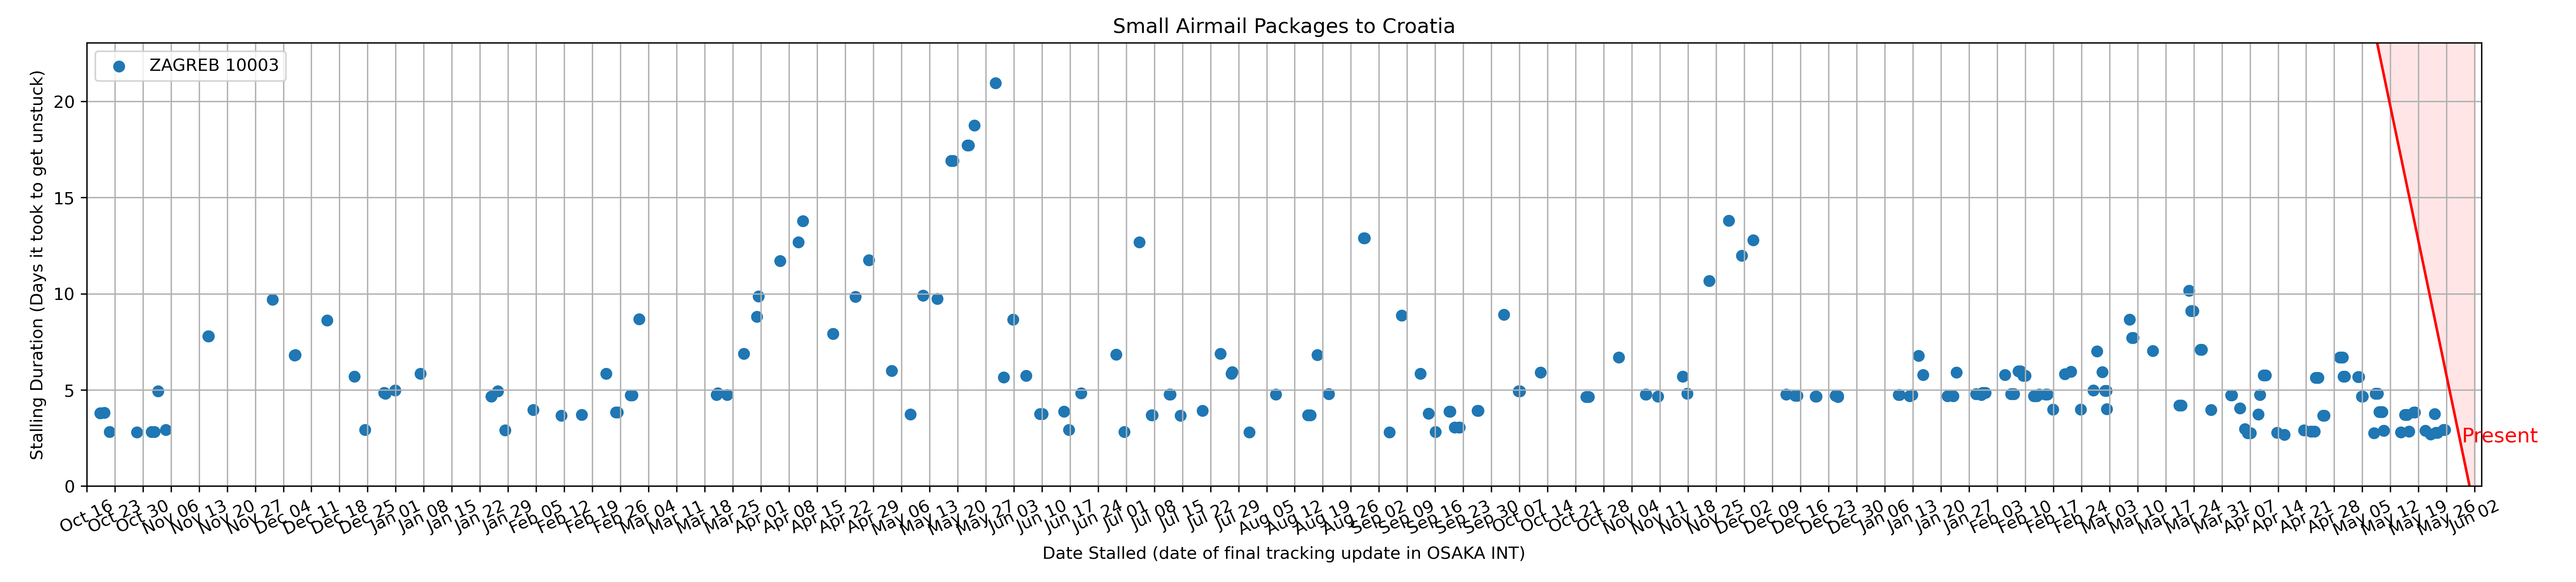 Small Airmail Packages to Croatia
ZAGREB 10003
Stalling Duration (Days it took to get unstuck)
20
15
10
5
0
Present
Oct 16 Oct 23 Oct 30 Nov 06 Nov 13 Nov 20 Nov 27 Dec 04 Dec 11 Dec 18 Dec 25 Jan 01 Jan 08 Jan 15 Jan 22 Jan 29 Feb 05 Feb 12 Feb 19 Feb 26 Mar 04 Mar 11 Mar 18 Mar 25 Apr 01 Apr 08 Apr 15 Apr 22 Apr 29 May 06 May 13 May 20 May 27 Jun 03 Jun 10 Jun 17 Jun 24 Jul 01 Jul 08 Jul 15 Jul 22 Jul 29 Aug 05 Aug 12 Aug 19 Aug 26 Sep 02 Sep 09 Sep 16 Sep 23 Sep 30 Oct 07 Oct 14 Oct 21 Oct 28 Nov 04 Nov 11 Nov 18 Nov 25 Dec 02 Dec 09 Dec 16 Dec 23 Dec 30 Jan 06 Jan 13 Jan 20 Jan 27 Feb 03 Feb 10 Feb 17 Feb 24 Mar 03 Mar 10 Mar 17 Mar 24 Mar 31 Apr 07 Apr 14 Apr 21 Apr 28 May 05 May 12 May 19 May 26 Jun 02
Date Stalled (date of final tracking update in OSAKA INT)